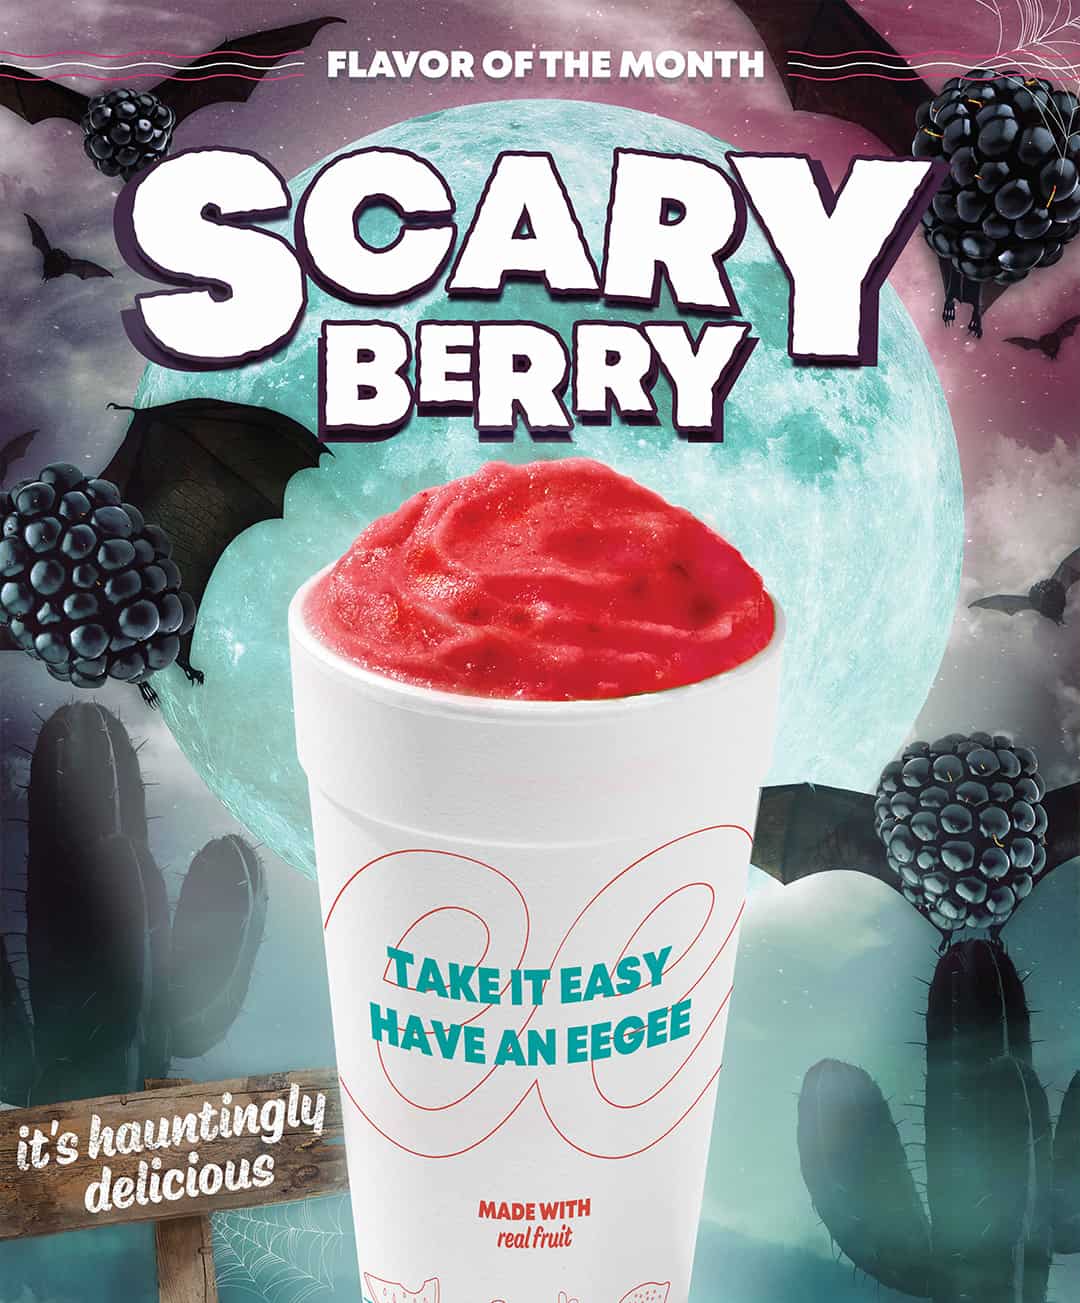 FLAVOR OF THE MONTH
SCARY
BERRY
TAKE IT EASY
HAVE AN EEGEE
it's hauntingly
delicious
MADE WITH
real fruit